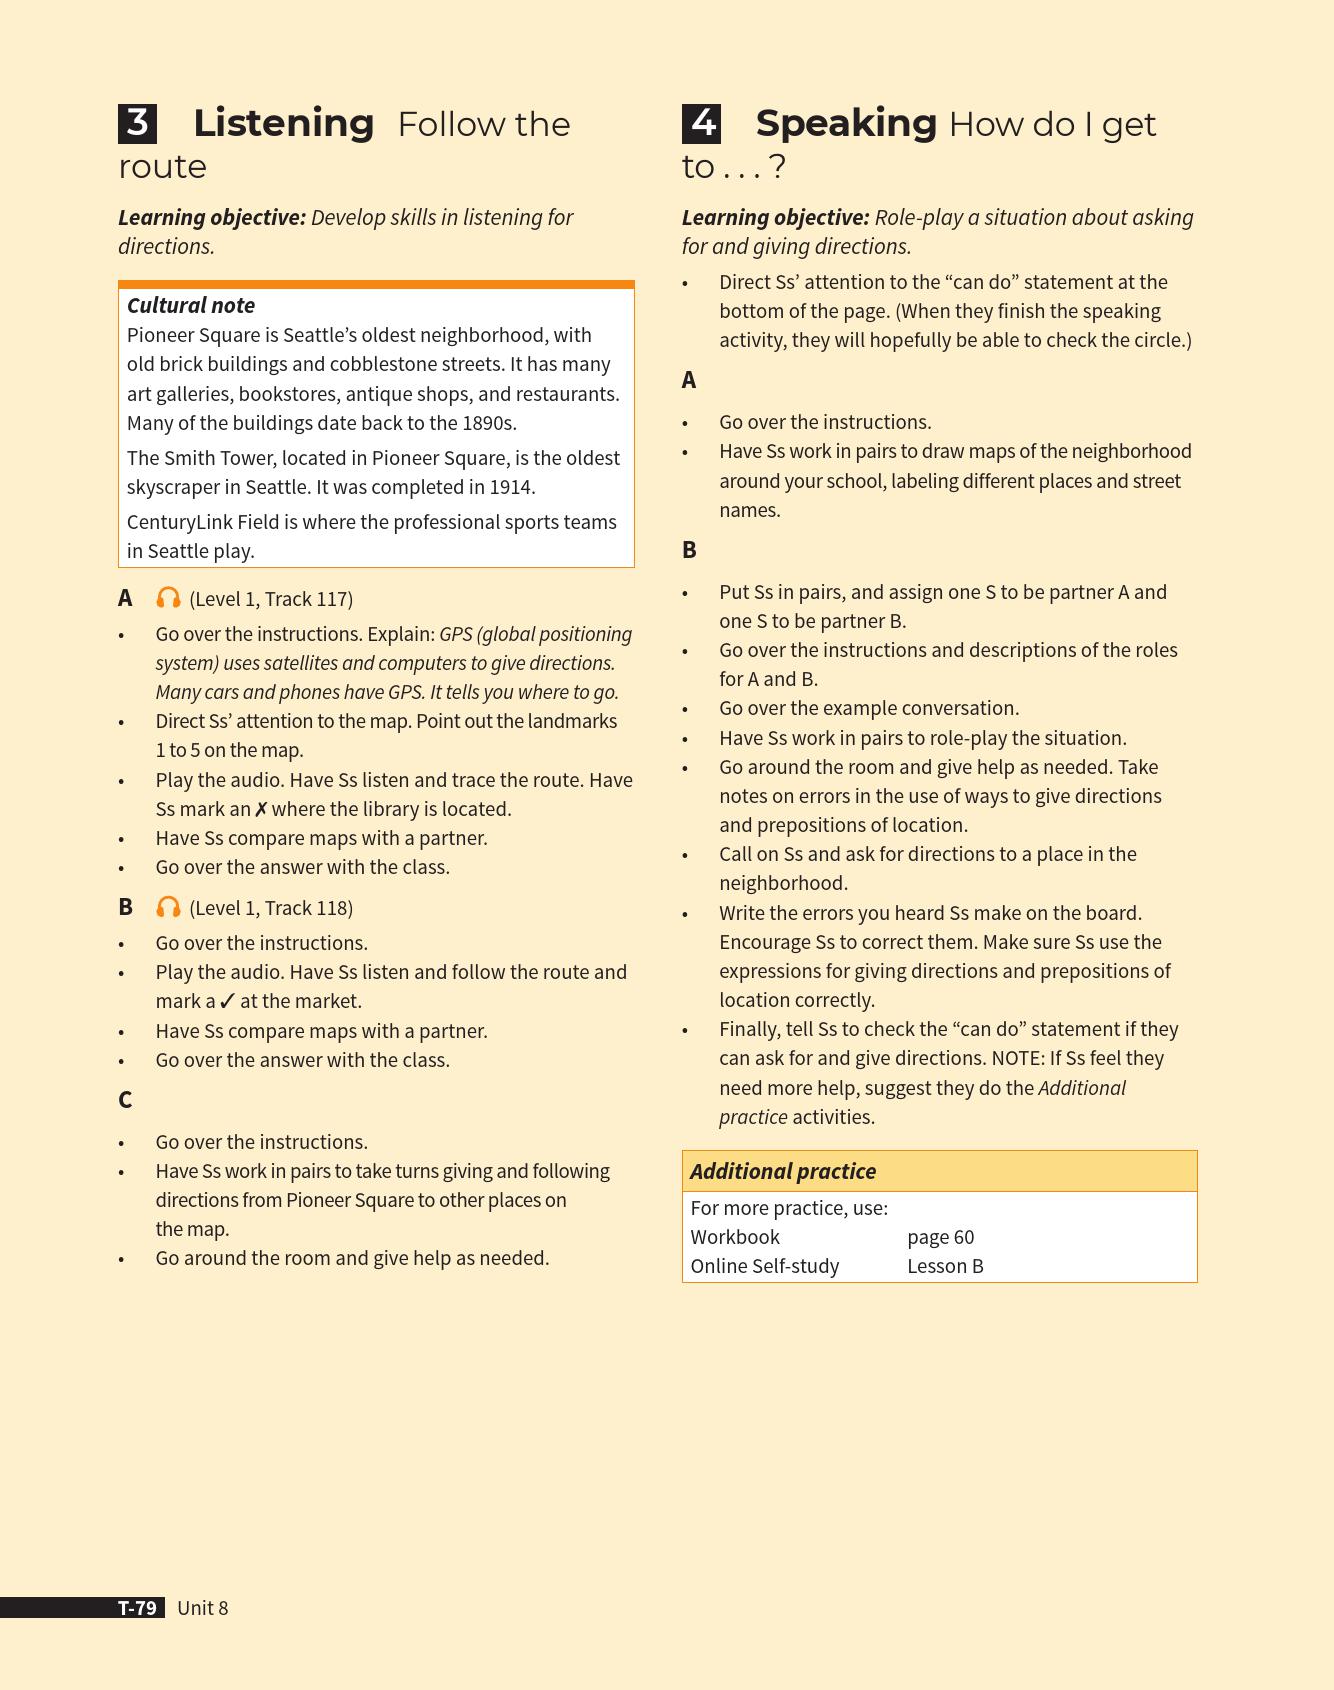 3 Listening Follow the
route
Learning objective: Develop skills in listening for
directions.
Cultural note
Pioneer Square is Seattle’s oldest neighborhood, with
old brick buildings and cobblestone streets. It has many
art galleries, bookstores, antique shops, and restaurants.
Many of the buildings date back to the 1890s.
The Smith Tower, located in Pioneer Square, is the oldest
skyscraper in Seattle. It was completed in 1914.
CenturyLink Field is where the professional sports teams
in Seattle play.
A (Level 1, Track 117)
• Go over the instructions. Explain: GPS (global positioning
system) uses satellites and computers to give directions.
Many cars and phones have GPS. It tells you where to go.
• Direct Ss’ attention to the map. Point out the landmarks
1 to 5 on the map.
• Play the audio. Have Ss listen and trace the route. Have
Ss mark an ✗ where the library is located.
• Have Ss compare maps with a partner.
• Go over the answer with the class.
B (Level 1, Track 118)
• Go over the instructions.
• Play the audio. Have Ss listen and follow the route and
mark a ✓ at the market.
• Have Ss compare maps with a partner.
• Go over the answer with the class.
C
• Go over the instructions.
• Have Ss work in pairs to take turns giving and following
directions from Pioneer Square to other places on
the map.
• Go around the room and give help as needed.
4 Speaking How do I get
to . . . ?
Learning objective: Role-play a situation about asking
for and giving directions.
• Direct Ss’ attention to the “can do” statement at the
bottom of the page. (When they finish the speaking
activity, they will hopefully be able to check the circle.)
A
• Go over the instructions.
• Have Ss work in pairs to draw maps of the neighborhood
around your school, labeling different places and street
names.
B
• Put Ss in pairs, and assign one S to be partner A and
one S to be partner B.
• Go over the instructions and descriptions of the roles
for A and B.
• Go over the example conversation.
• Have Ss work in pairs to role-play the situation.
• Go around the room and give help as needed. Take
notes on errors in the use of ways to give directions
and prepositions of location.
• Call on Ss and ask for directions to a place in the
neighborhood.
• Write the errors you heard Ss make on the board.
Encourage Ss to correct them. Make sure Ss use the
expressions for giving directions and prepositions of
location correctly.
• Finally, tell Ss to check the “can do” statement if they
can ask for and give directions. NOTE: If Ss feel they
need more help, suggest they do the Additional
practice activities.
Additional practice
For more practice, use:
Workbook page 60
Online Self-study Lesson B
T-79 Unit 8